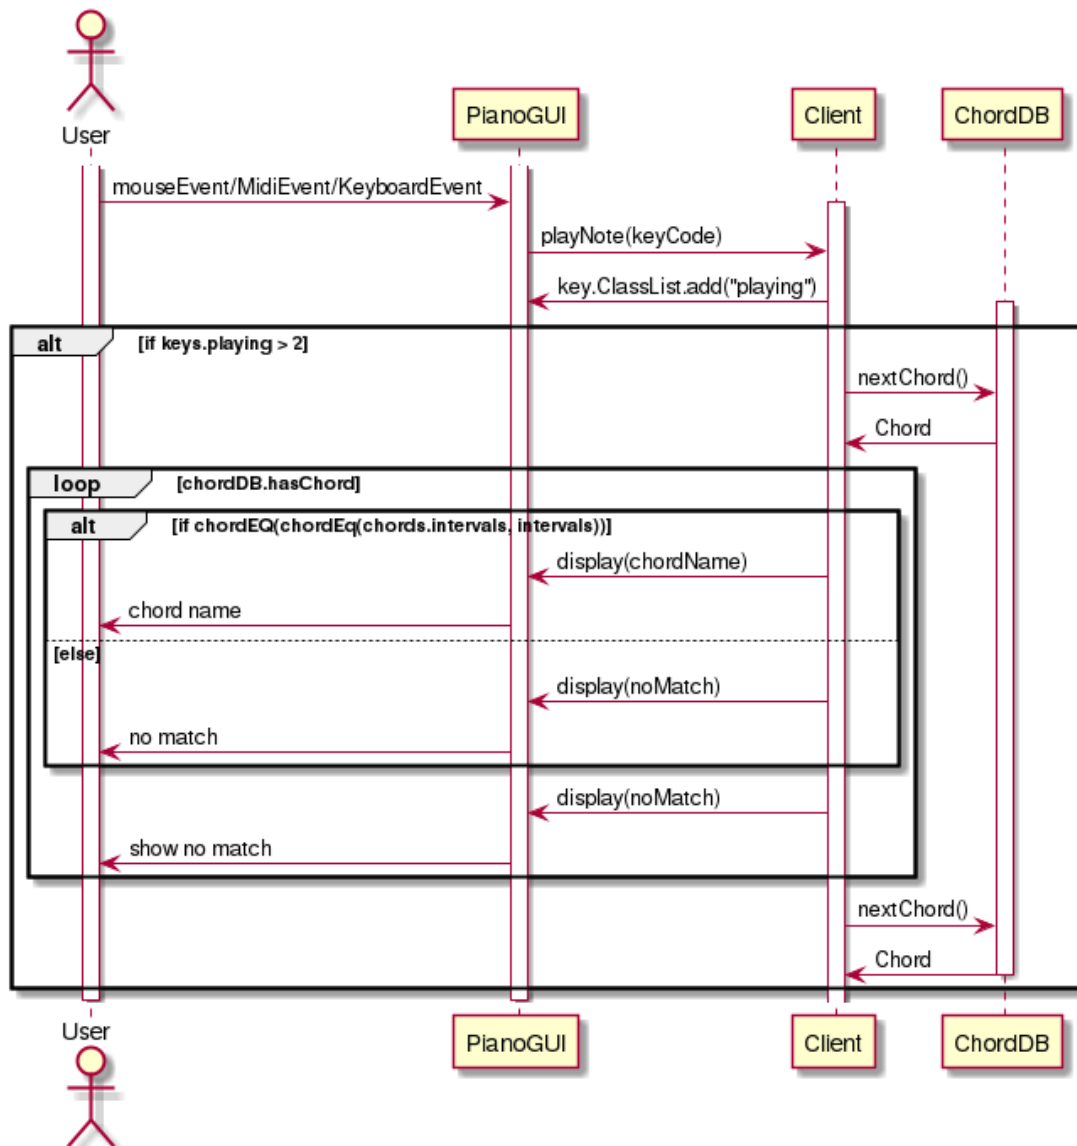 User
PianoGUI
Client
ChordDB
mouseEvent/MidiEvent/KeyboardEvent
playNote(keyCode)
key.ClassList.add("playing")
alt [if keys.playing > 2]
nextChord()
Chord
loop [chordDB.hasChord]
alt [if chordEQ(chordEq(chords.intervals, intervals))]
display(chordName)
chord name
[else]
display(noMatch)
no match
display(noMatch)
show no match
nextChord()
Chord
User
PianoGUI
Client
ChordDB